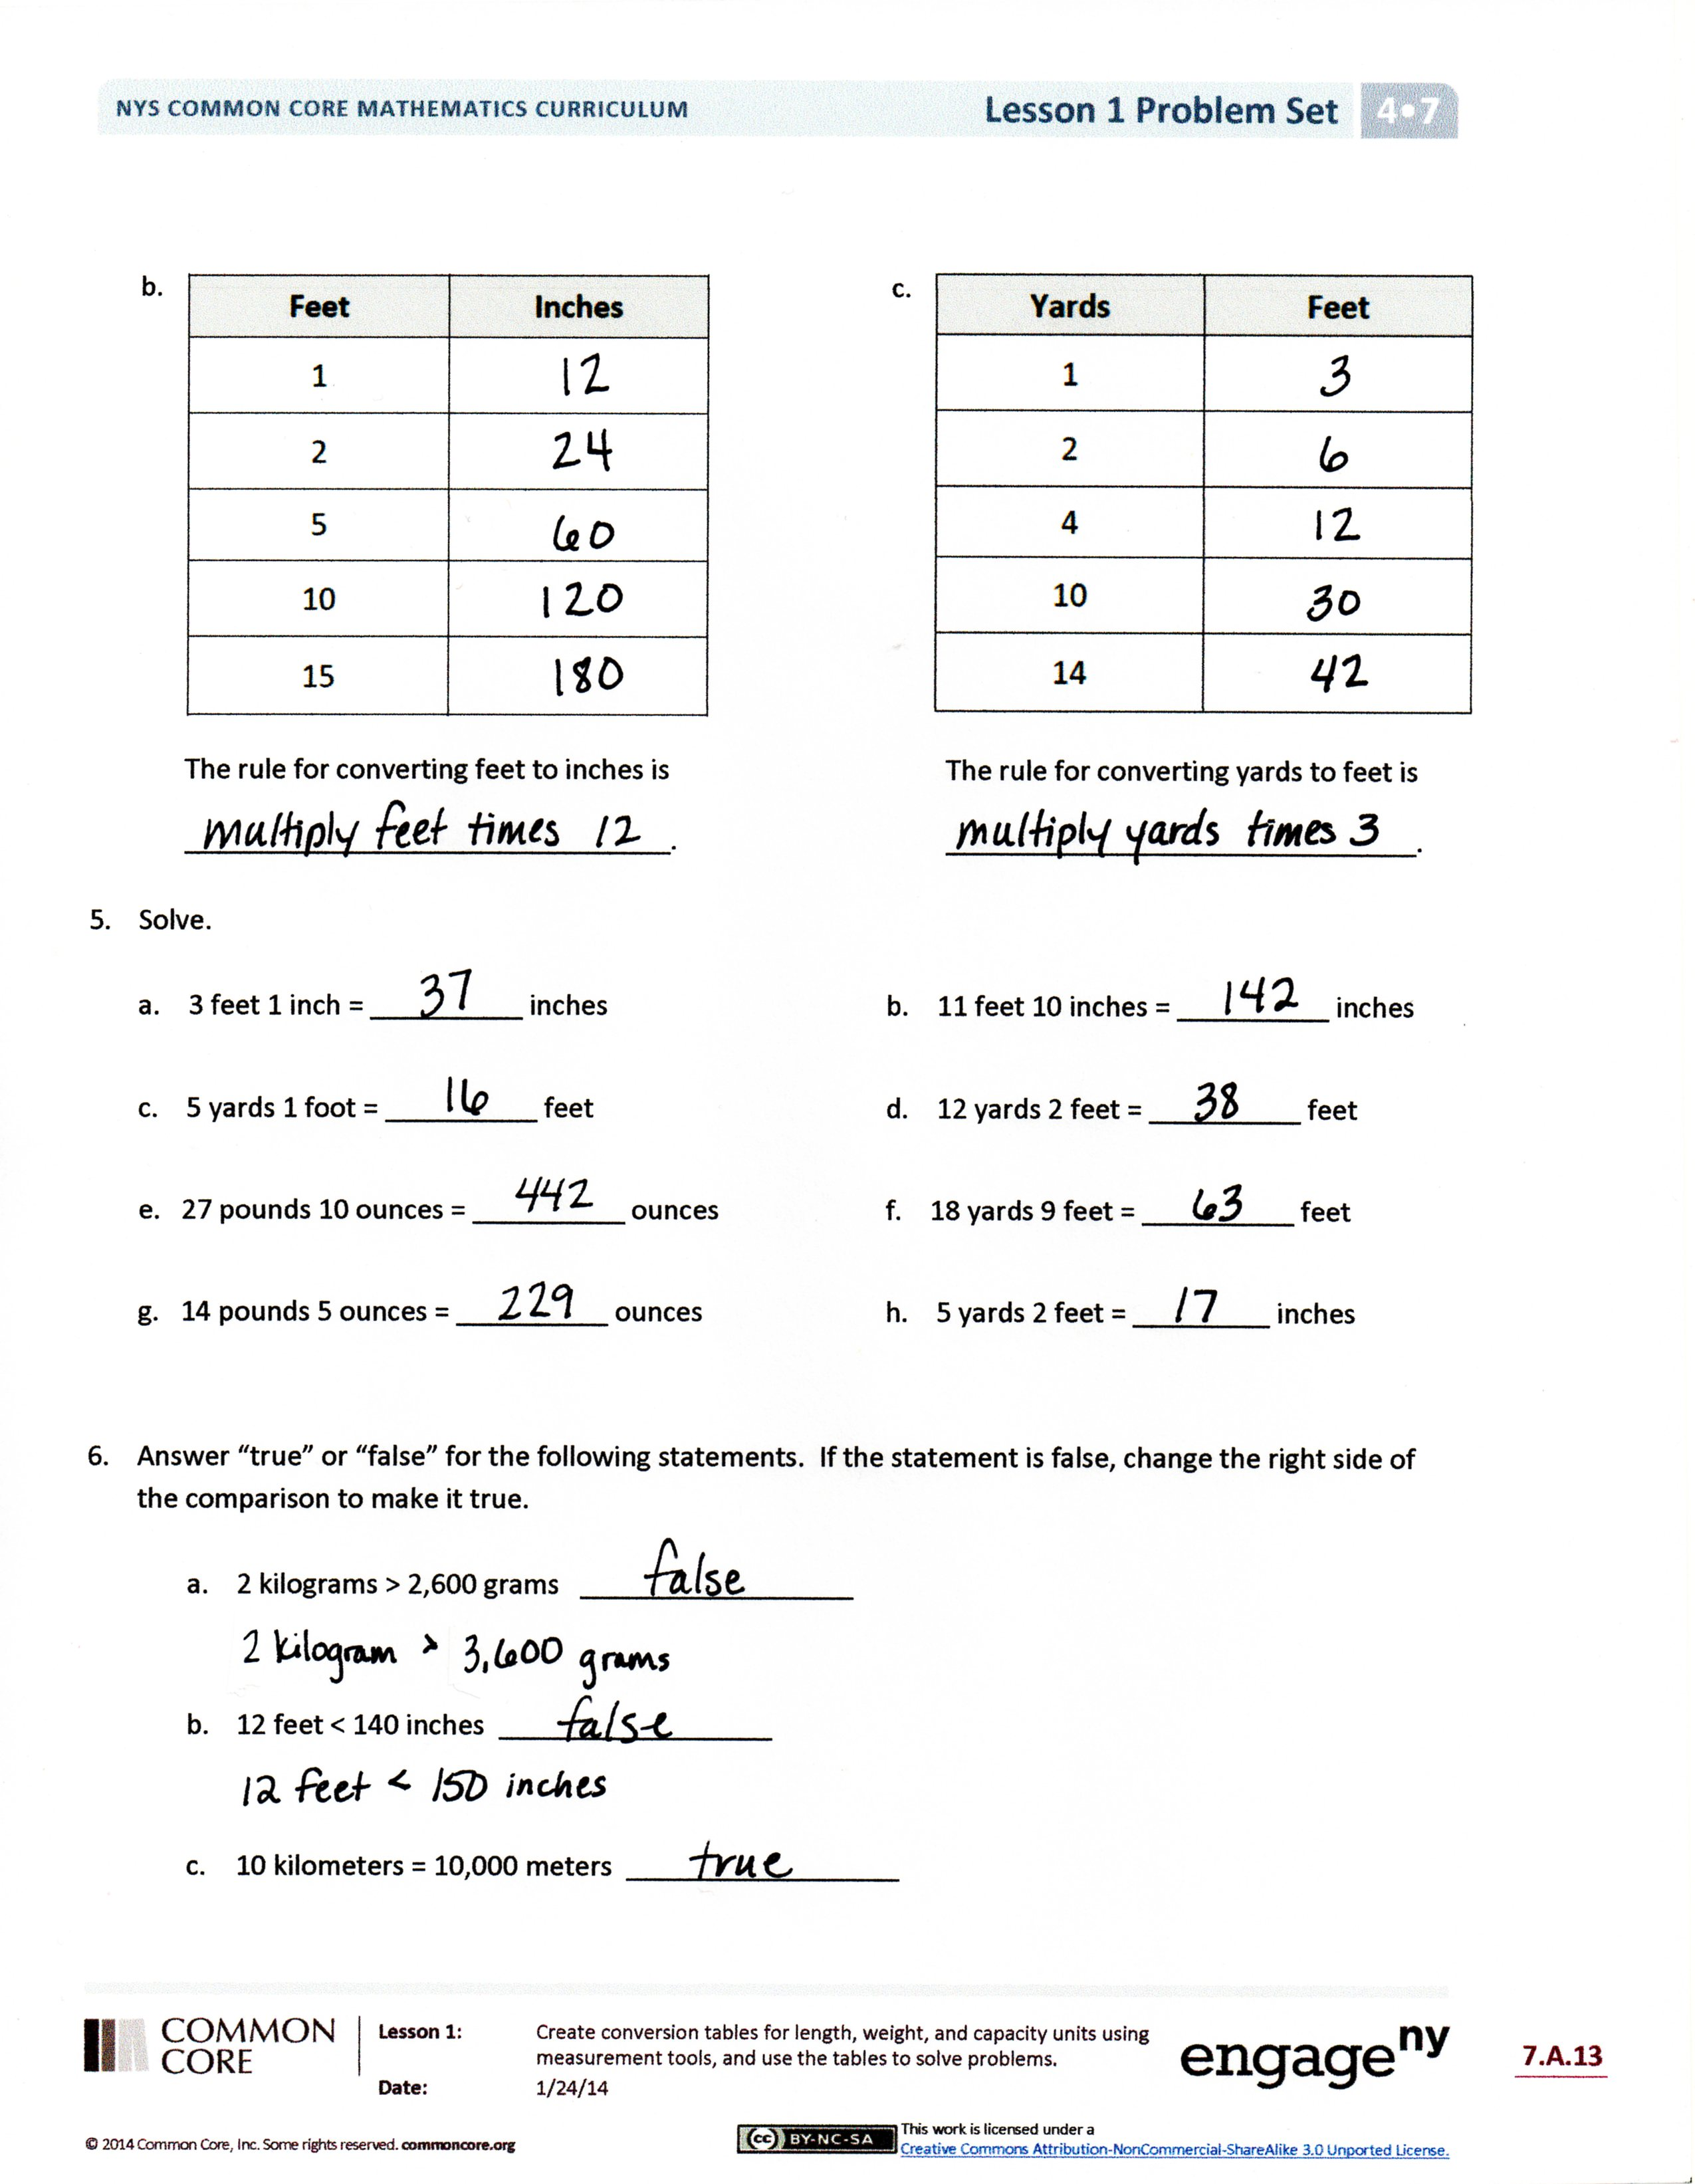 NYS COMMON CORE MATHEMATICS CURRICULUM
Lesson 1 Problem Set 4•7
b.
Feet Inches
1 12
2 24
5 60
10 120
15 180
The rule for converting feet to inches is
multiply feet times 12.
c.
Yards Feet
1 3
2 6
4 12
10 30
14 42
The rule for converting yards to feet is
multiply yards times 3.
5. Solve.
a. 3 feet 1 inch = 37 inches
b. 11 feet 10 inches = 142 inches
c. 5 yards 1 foot = 16 feet
d. 12 yards 2 feet = 38 feet
e. 27 pounds 10 ounces = 442 ounces
f. 18 yards 9 feet = 63 feet
g. 14 pounds 5 ounces = 229 ounces
h. 5 yards 2 feet = 17 inches
6. Answer “true” or “false” for the following statements. If the statement is false, change the right side of
the comparison to make it true.
a. 2 kilograms > 2,600 grams false
2 kilogram > 3,600 grams
b. 12 feet < 140 inches false
12 feet < 150 inches
c. 10 kilometers = 10,000 meters true
COMMON
CORE
Lesson 1:
Create conversion tables for length, weight, and capacity units using
measurement tools, and use the tables to solve problems.
Date:
1/24/14
engage ny
7.A.13
© 2014 Common Core, Inc. Some rights reserved. commoncore.org
cc BY-NC-SA
This work is licensed under a
Creative Commons Attribution-NonCommercial-ShareAlike 3.0 Unported License.